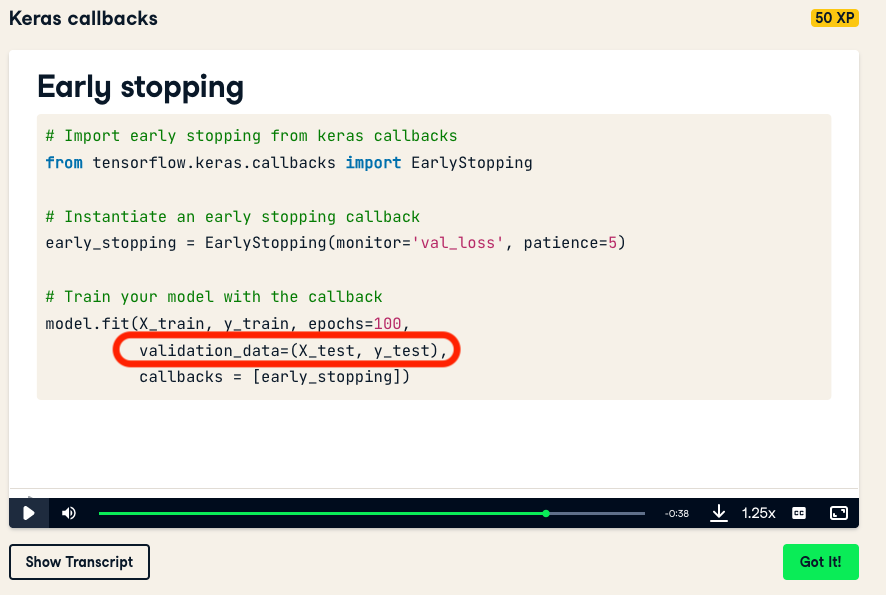 Keras callbacks
50 XP
Early stopping
# Import early stopping from keras callbacks
from tensorflow.keras.callbacks import EarlyStopping
# Instantiate an early stopping callback
early_stopping = EarlyStopping(monitor='val_loss', patience=5)
# Train your model with the callback
model.fit(X_train, y_train, epochs=100,
validation_data=(X_test, y_test),
callbacks = [early_stopping])
-0:38
1.25x
CC
Show Transcript
Got It!